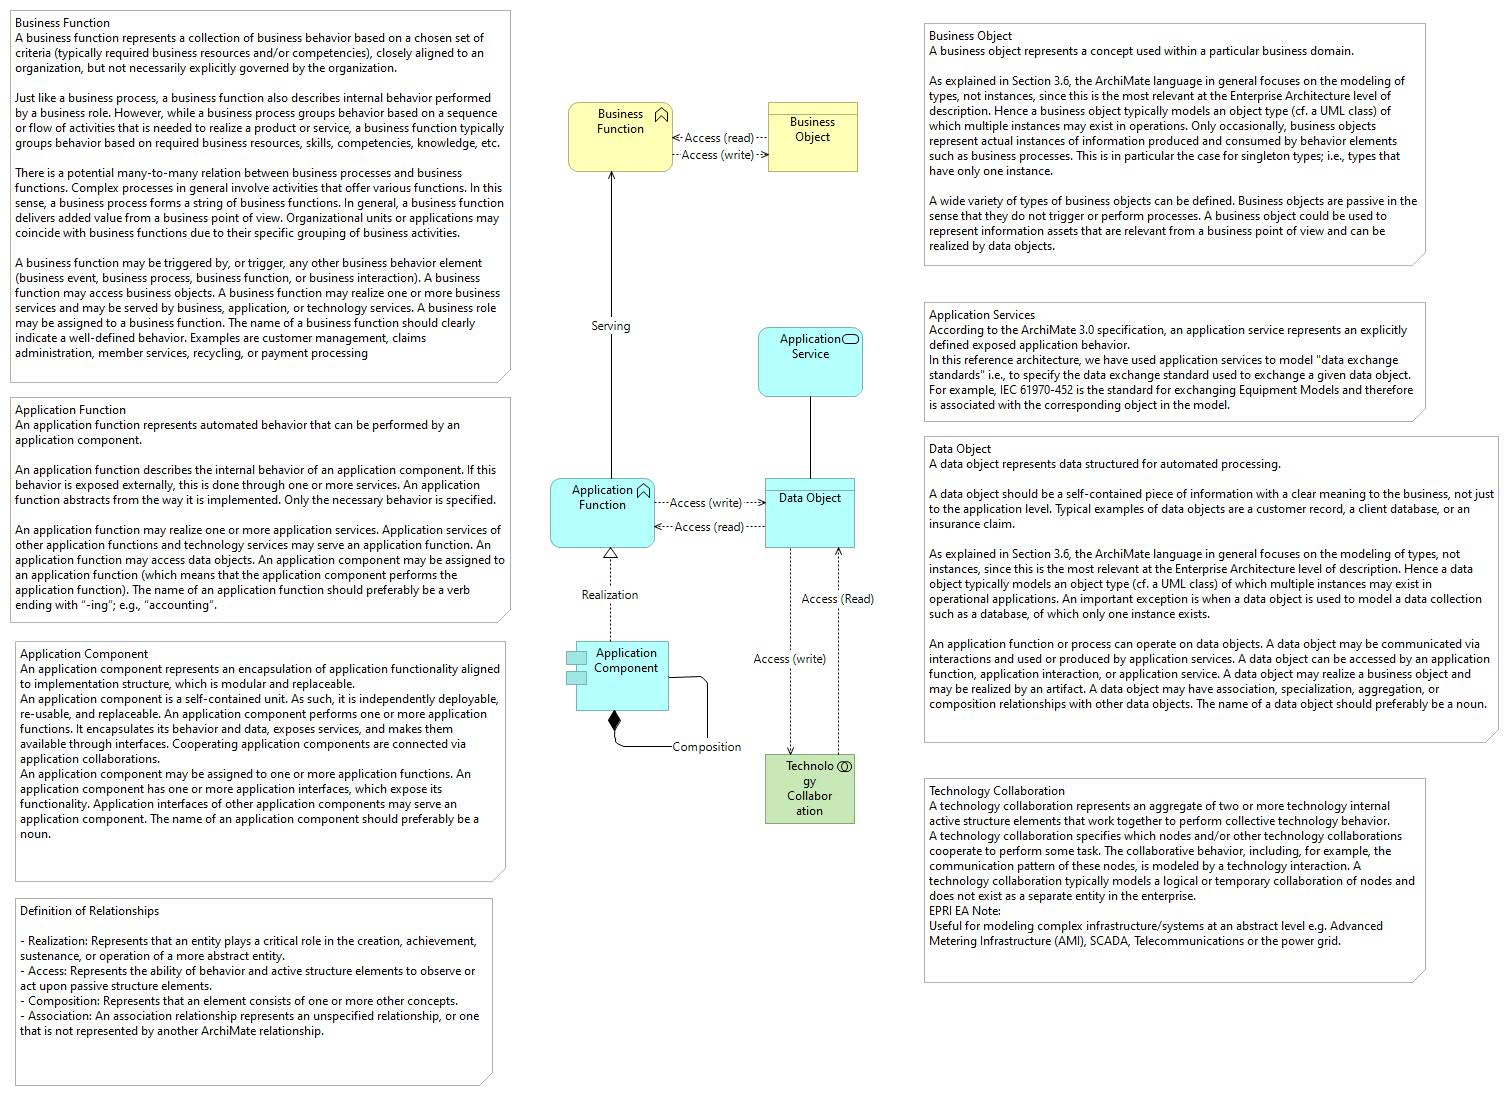 Business Function
A business function represents a collection of business behavior based on a chosen set of
criteria (typically required business resources and/or competencies), closely aligned to an
organization, but not necessarily explicitly governed by the organization.
Just like a business process, a business function also describes internal behavior performed
by a business role. However, while a business process groups behavior based on a sequence
or flow of activities that is needed to realize a product or service, a business function typically
groups behavior based on required business resources, skills, competencies, knowledge, etc.
There is a potential many-to-many relation between business processes and business
functions. Complex processes in general involve activities that offer various functions. In this
sense, a business process forms a string of business functions. In general, a business function
delivers added value from a business point of view. Organizational units or applications may
coincide with business functions due to their specific grouping of business activities.
A business function may be triggered by, or trigger, any other business behavior element
(business event, business process, business function, or business interaction). A business
function may access business objects. A business function may realize one or more business
services and may be served by business, application, or technology services. A business role
may be assigned to a business function. The name of a business function should clearly
indicate a well-defined behavior. Examples are customer management, claims
administration, member services, recycling, or payment processing
Application Function
An application function represents automated behavior that can be performed by an
application component.
An application function describes the internal behavior of an application component. If this
behavior is exposed externally, this is done through one or more services. An application
function abstracts from the way it is implemented. Only the necessary behavior is specified.
An application function may realize one or more application services. Application services of
other application functions and technology services may serve an application function. An
application function may access data objects. An application component may be assigned to
an application function (which means that the application component performs the
application function). The name of an application function should preferably be a verb
ending with “-ing”; e.g., “accounting”.
Application Component
An application component represents an encapsulation of application functionality aligned
to implementation structure, which is modular and replaceable.
An application component is a self-contained unit. As such, it is independently deployable,
re-usable, and replaceable. An application component performs one or more application
functions. It encapsulates its behavior and data, exposes services, and makes them
available through interfaces. Cooperating application components are connected via
application collaborations.
An application component may be assigned to one or more application functions. An
application component has one or more application interfaces, which expose its
functionality. Application interfaces of other application components may serve an
application component. The name of an application component should preferably be a
noun.
Definition of Relationships
- Realization: Represents that an entity plays a critical role in the creation, achievement,
sustenance, or operation of a more abstract entity.
- Access: Represents the ability of behavior and active structure elements to observe or
act upon passive structure elements.
- Composition: Represents that an element consists of one or more other concepts.
- Association: An association relationship represents an unspecified relationship, or one
that is not represented by another ArchiMate relationship.
Business
Function
Access (read)
Access (write)
Business
Object
Serving
Application
Service
Application
Function
Access (write)
Access (read)
Data Object
Realization
Access (Read)
Access (write)
Application
Component
Composition
Technolo
gy
Collabor
ation
Business Object
A business object represents a concept used within a particular business domain.
As explained in Section 3.6, the ArchiMate language in general focuses on the modeling of
types, not instances, since this is the most relevant at the Enterprise Architecture level of
description. Hence a business object typically models an object type (cf. a UML class) of
which multiple instances may exist in operations. Only occasionally, business objects
represent actual instances of information produced and consumed by behavior elements
such as business processes. This is in particular the case for singleton types; i.e., types that
have only one instance.
A wide variety of types of business objects can be defined. Business objects are passive in the
sense that they do not trigger or perform processes. A business object could be used to
represent information assets that are relevant from a business point of view and can be
realized by data objects.
Application Services
According to the ArchiMate 3.0 specification, an application service represents an explicitly
defined exposed application behavior.
In this reference architecture, we have used application services to model "data exchange
standards" i.e., to specify the data exchange standard used to exchange a given data object.
For example, IEC 61970-452 is the standard for exchanging Equipment Models and therefore
is associated with the corresponding object in the model.
Data Object
A data object represents data structured for automated processing.
A data object should be a self-contained piece of information with a clear meaning to the business, not just
to the application level. Typical examples of data objects are a customer record, a client database, or an
insurance claim.
As explained in Section 3.6, the ArchiMate language in general focuses on the modeling of types, not
instances, since this is the most relevant at the Enterprise Architecture level of description. Hence a data
object typically models an object type (cf. a UML class) of which multiple instances may exist in
operational applications. An important exception is when a data object is used to model a data collection
such as a database, of which only one instance exists.
An application function or process can operate on data objects. A data object may be communicated via
interactions and used or produced by application services. A data object can be accessed by an application
function, application interaction, or application service. A data object may realize a business object and
may be realized by an artifact. A data object may have association, specialization, aggregation, or
composition relationships with other data objects. The name of a data object should preferably be a noun.
Technology Collaboration
A technology collaboration represents an aggregate of two or more technology internal
active structure elements that work together to perform collective technology behavior.
A technology collaboration specifies which nodes and/or other technology collaborations
cooperate to perform some task. The collaborative behavior, including, for example, the
communication pattern of these nodes, is modeled by a technology interaction. A
technology collaboration typically models a logical or temporary collaboration of nodes and
does not exist as a separate entity in the enterprise.
EPRI EA Note:
Useful for modeling complex infrastructure/systems at an abstract level e.g. Advanced
Metering Infrastructure (AMI), SCADA, Telecommunications or the power grid.